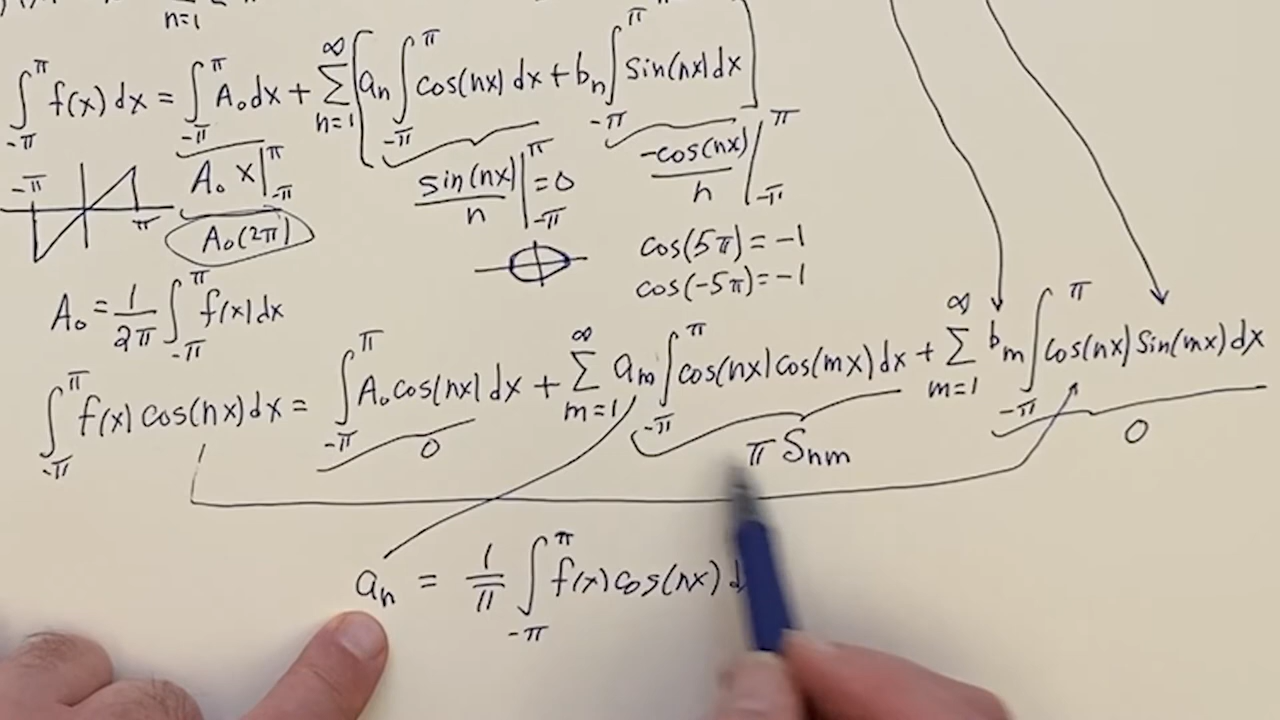 n=1
∫_{-π}^{π} f(x) dx = ∫_{-π}^{π} A₀ dx + ∑_{n=1}^{∞} [aₙ ∫_{-π}^{π} cos(nx) dx + bₙ ∫_{-π}^{π} sin(nx) dx]
-π π
A₀ x|_{-π}^{π}
sin(nx)/n |_{-π}^{π} = 0
-cos(nx)/n |_{-π}^{π}
A₀(2π)
cos(5π) = -1
cos(-5π) = -1
A₀ = 1/2π ∫_{-π}^{π} f(x) dx
∫_{-π}^{π} f(x) cos(nx) dx = ∫_{-π}^{π} A₀ cos(nx) dx + ∑_{m=1}^{∞} aₘ ∫_{-π}^{π} cos(nx) cos(mx) dx + ∑_{m=1}^{∞} bₘ ∫_{-π}^{π} cos(nx) sin(mx) dx
0 π δₙₘ 0
aₙ = 1/π ∫_{-π}^{π} f(x) cos(nx) d